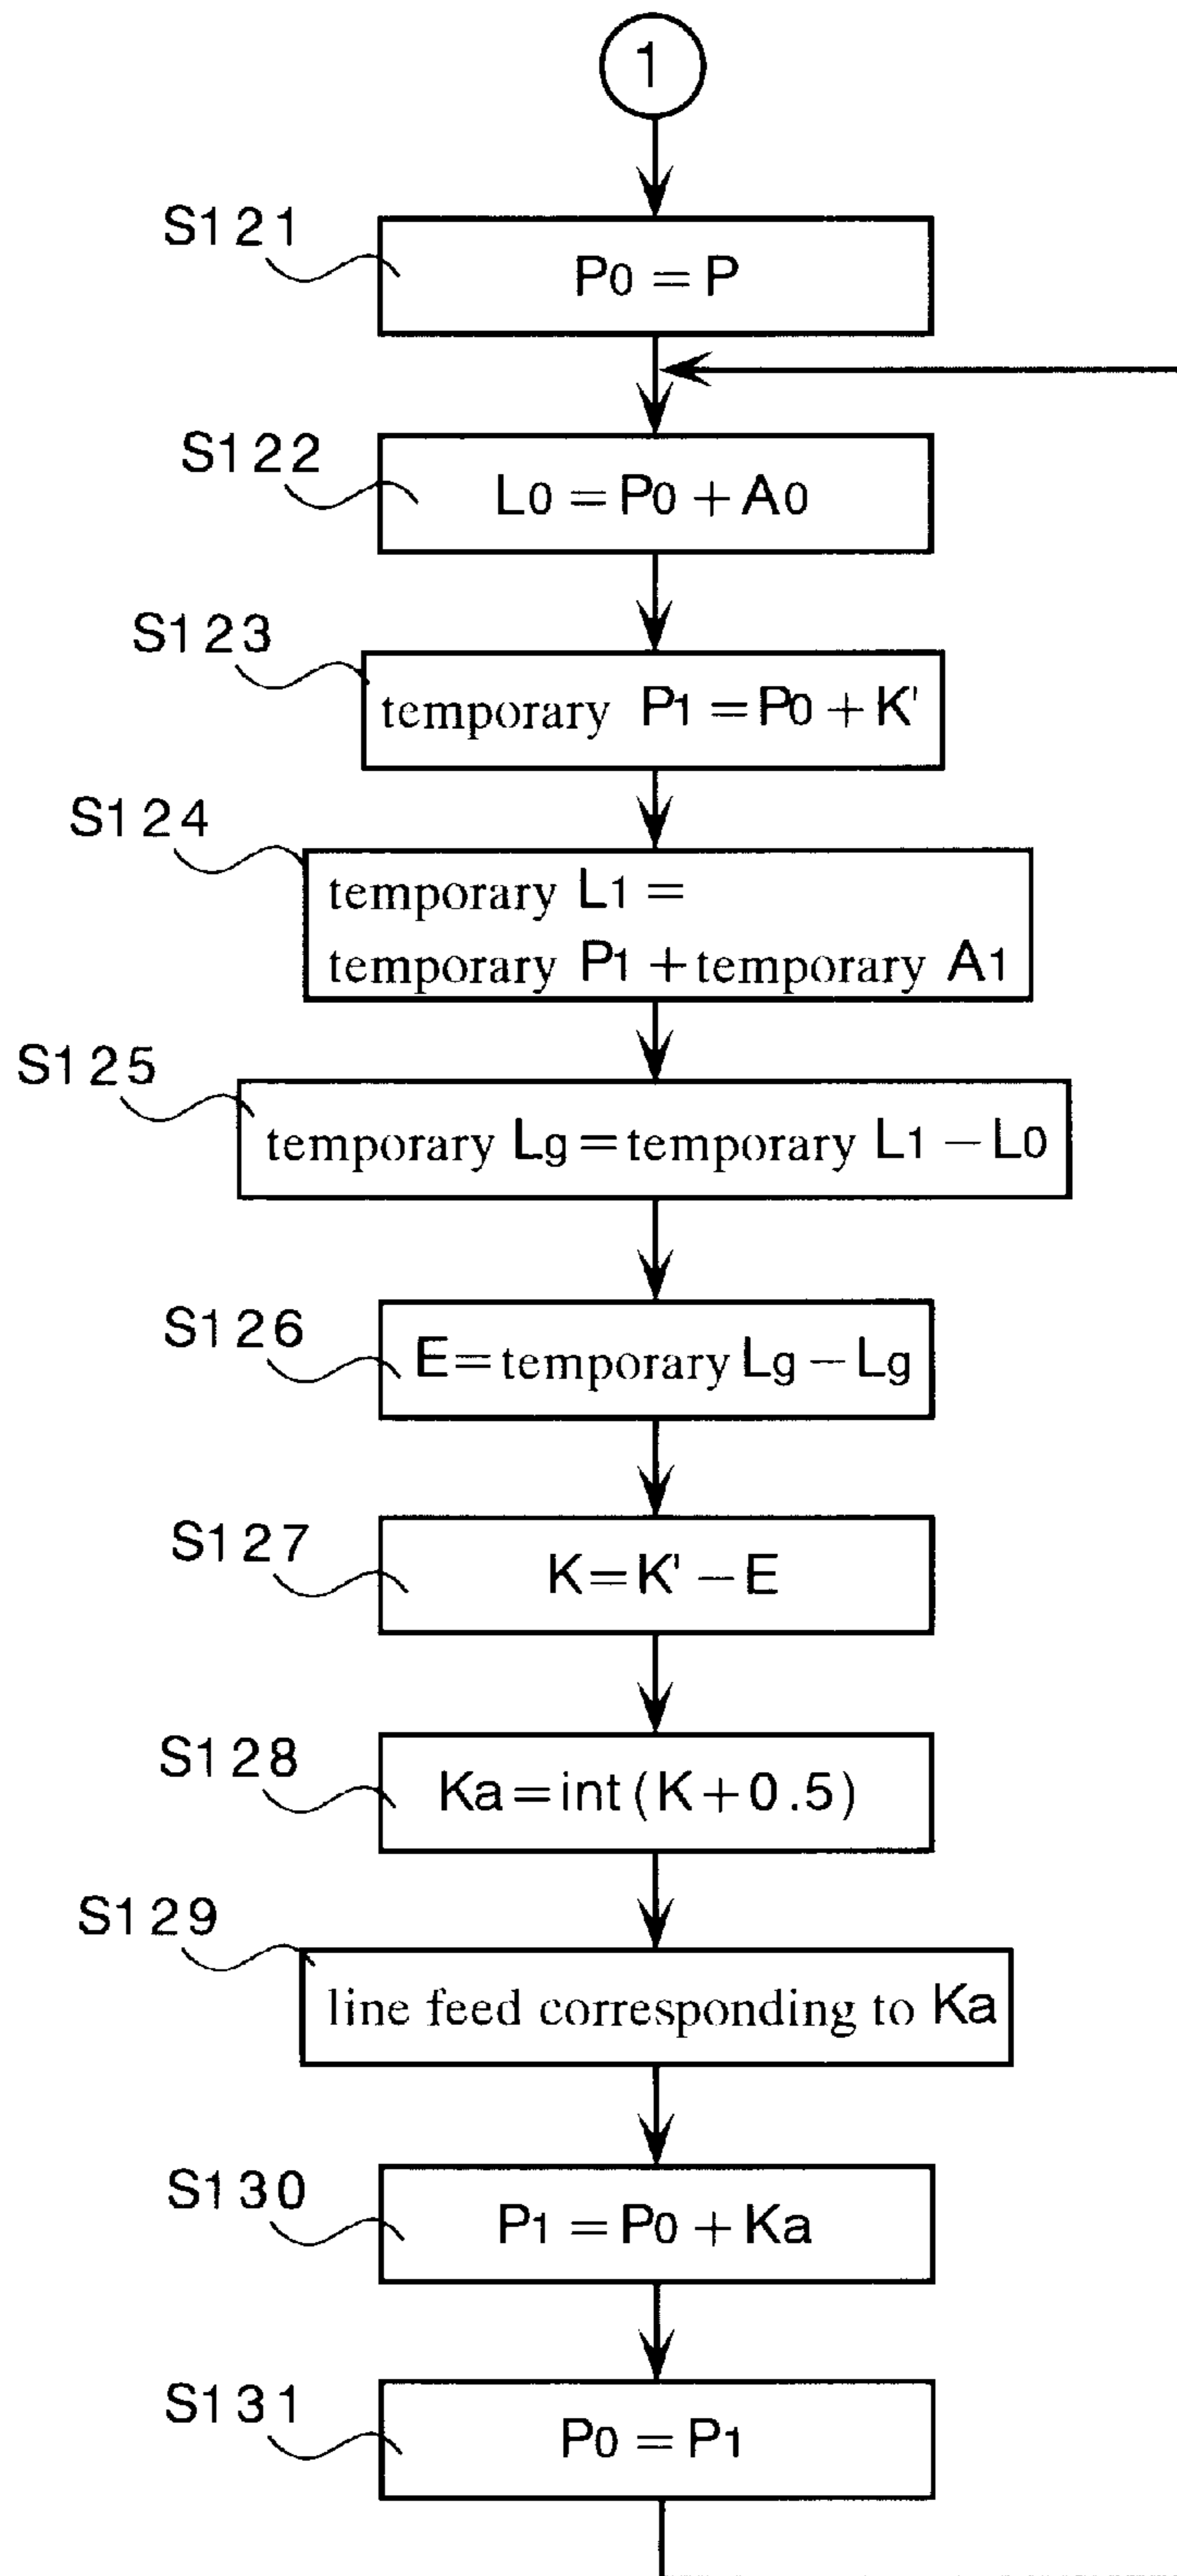 1
S121
P0 = P
S122
L0 = P0 + A0
S123
temporary P1 = P0 + K'
S124
temporary L1 =
temporary P1 + temporary A1
S125
temporary Lg = temporary L1 − L0
S126
E = temporary Lg − Lg
S127
K = K' − E
S128
Ka = int (K + 0.5)
S129
line feed corresponding to Ka
S130
P1 = P0 + Ka
S131
P0 = P1